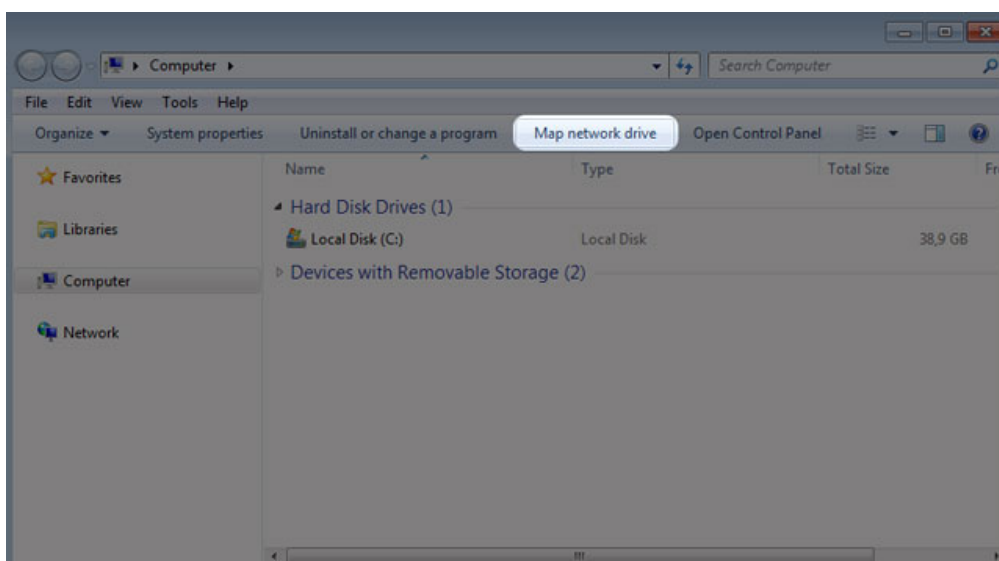 Computer
Search Computer
File Edit View Tools Help
Organize System properties Uninstall or change a program Map network drive Open Control Panel
Favorites
Libraries
Computer
Network
Name Type Total Size Fr
Hard Disk Drives (1)
Local Disk (C:) Local Disk 38,9 GB
Devices with Removable Storage (2)